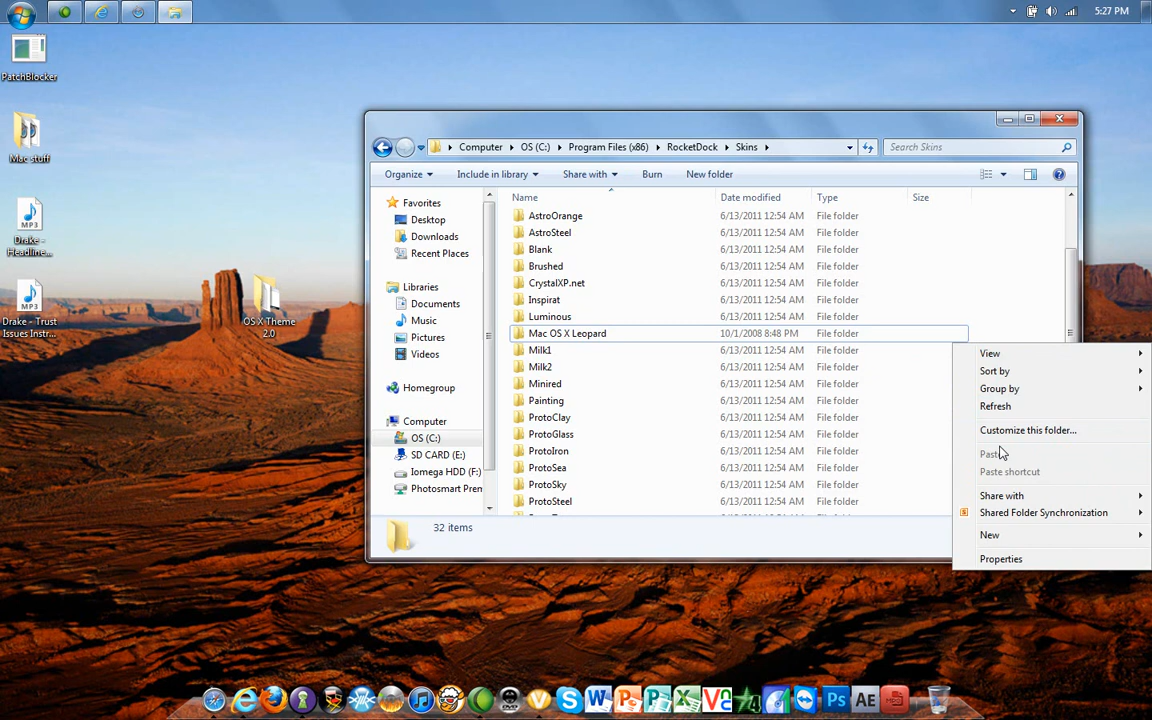 5:27 PM
PatchBlocker
Mac stuff
Drake -
Headline...
Drake - Trust
Issues Instr...
OS X Theme
2.0
Computer OS (C:) Program Files (x86) RocketDock Skins
Search Skins
Organize Include in library Share with Burn New folder
Favorites
Desktop
Downloads
Recent Places
Libraries
Documents
Music
Pictures
Videos
Homegroup
Computer
OS (C:)
SD CARD (E:)
Iomega HDD (F:)
Photosmart Prem
Name Date modified Type Size
AstroOrange 6/13/2011 12:54 AM File folder
AstroSteel 6/13/2011 12:54 AM File folder
Blank 6/13/2011 12:54 AM File folder
Brushed 6/13/2011 12:54 AM File folder
CrystalXP.net 6/13/2011 12:54 AM File folder
Inspirat 6/13/2011 12:54 AM File folder
Luminous 6/13/2011 12:54 AM File folder
Mac OS X Leopard 10/1/2008 8:48 PM File folder
Milk1 6/13/2011 12:54 AM File folder
Milk2 6/13/2011 12:54 AM File folder
Minired 6/13/2011 12:54 AM File folder
Painting 6/13/2011 12:54 AM File folder
ProtoClay 6/13/2011 12:54 AM File folder
ProtoGlass 6/13/2011 12:54 AM File folder
ProtoIron 6/13/2011 12:54 AM File folder
ProtoSea 6/13/2011 12:54 AM File folder
ProtoSky 6/13/2011 12:54 AM File folder
ProtoSteel 6/13/2011 12:54 AM File folder
32 items
View
Sort by
Group by
Refresh
Customize this folder...
Paste
Paste shortcut
Share with
Shared Folder Synchronization
New
Properties